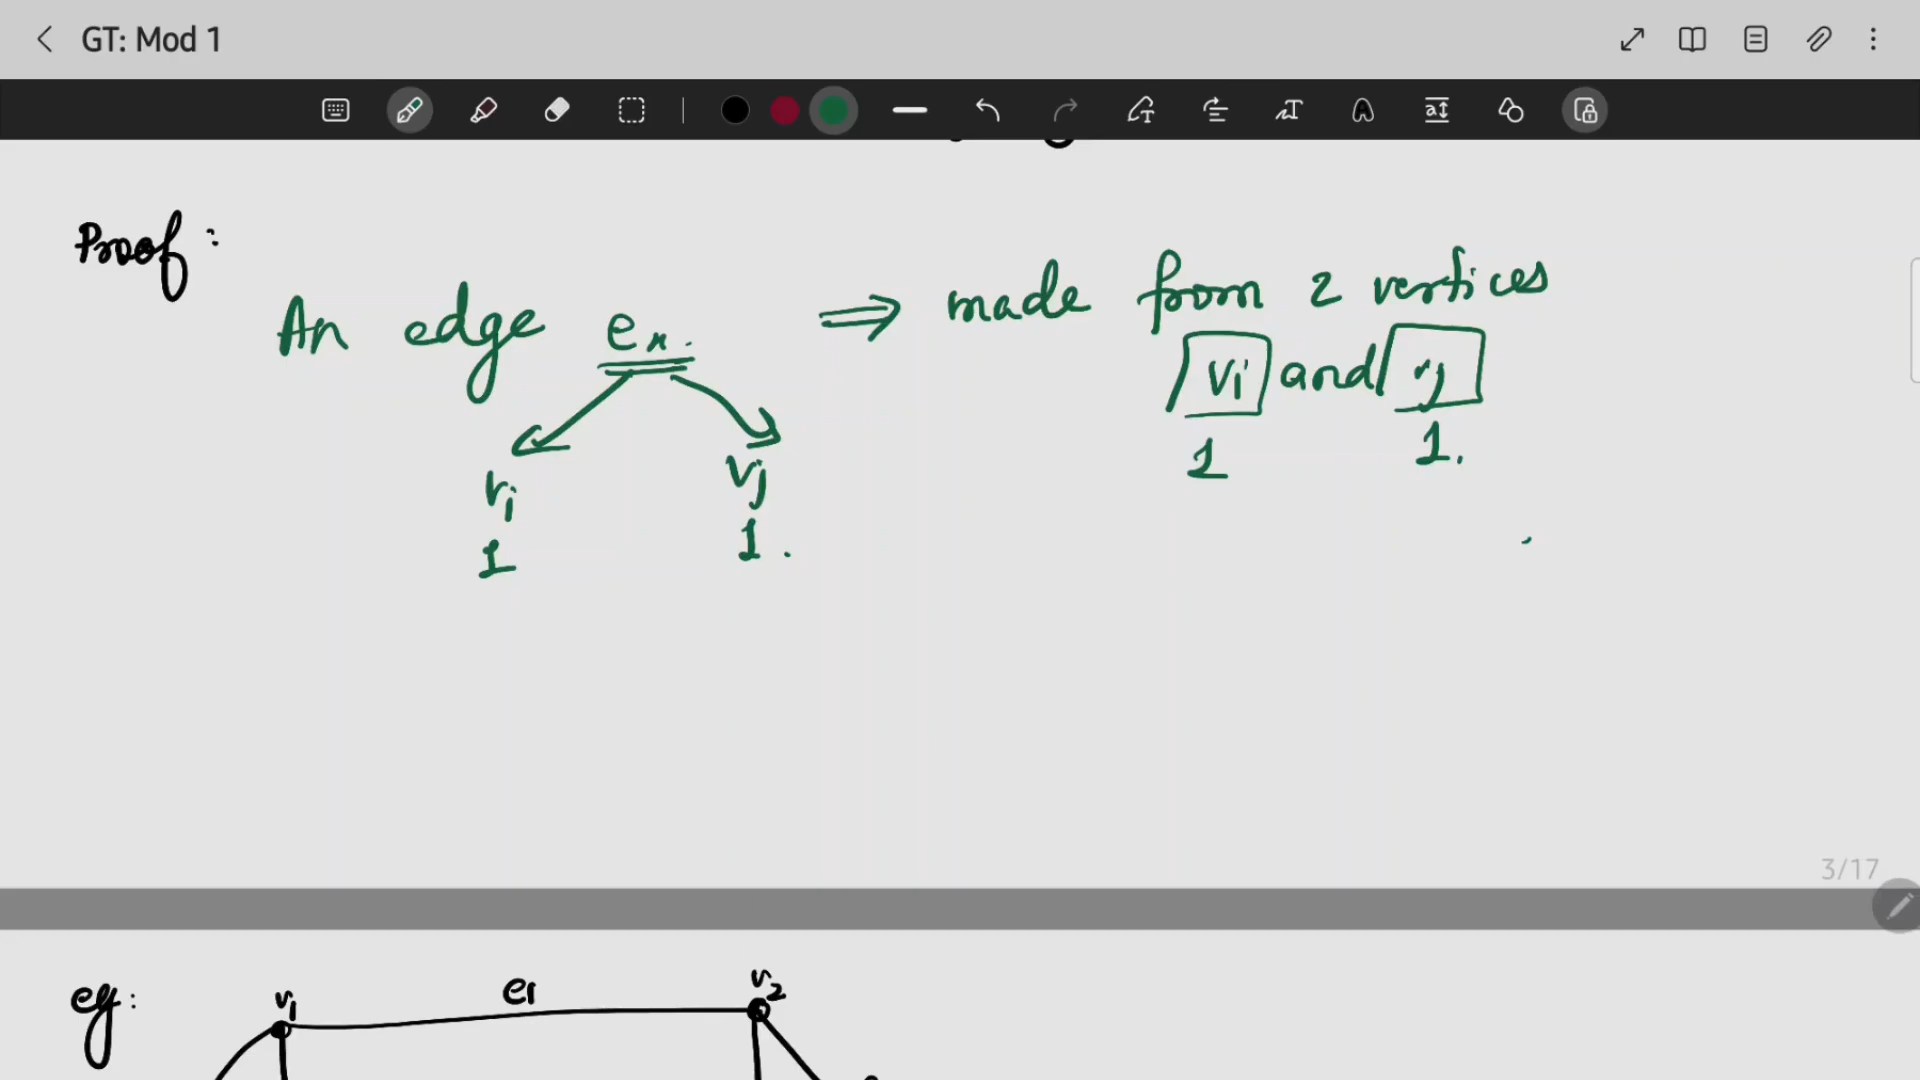 GT: Mod 1
Proof:
An edge ex. ⇒ made from 2 vertices
vi and vj
1 1.
vi vj
1 1.
3/17
eg:
v1 e1 v2